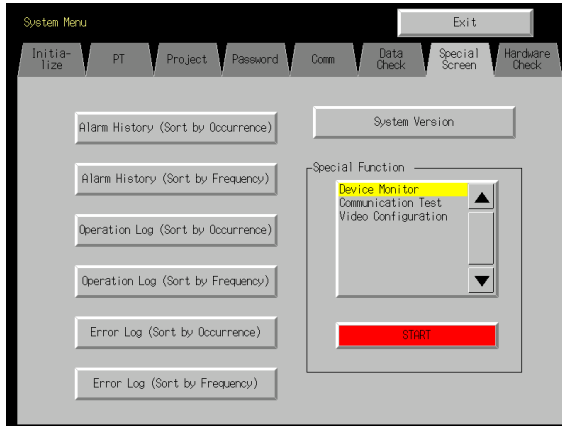 System Menu
Exit
Initia-
lize
PT
Project
Password
Comm
Data
Check
Special
Screen
Hardware
Check
Alarm History (Sort by Occurrence)
System Version
Alarm History (Sort by Frequency)
Special Function
Device Monitor
Communication Test
Video Configuration
Operation Log (Sort by Occurrence)
Operation Log (Sort by Frequency)
START
Error Log (Sort by Occurrence)
Error Log (Sort by Frequency)